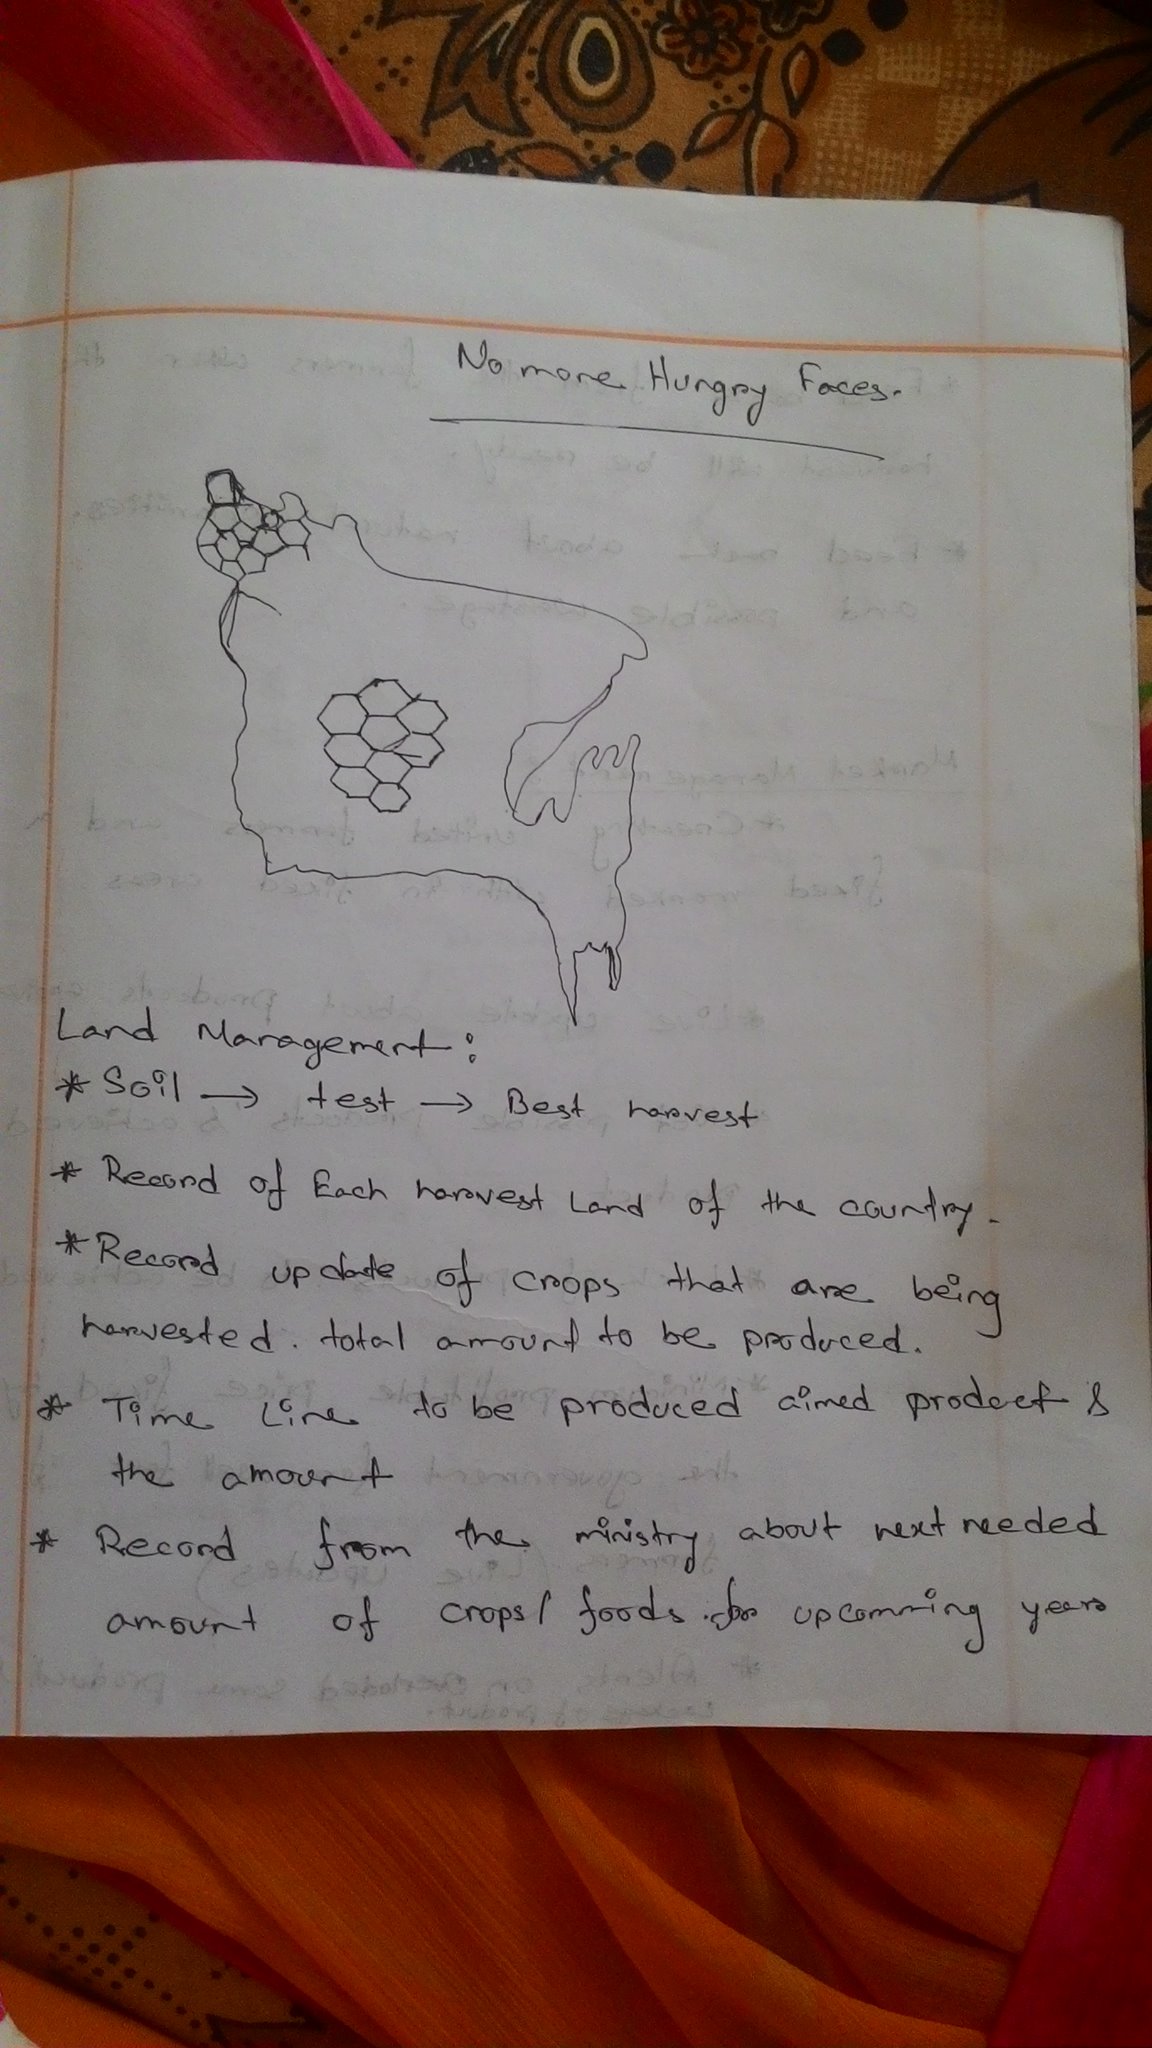 No more Hungry Faces.
Land Management:
* Soil → test → Best harvest
* Record of Each harvest Land of the country.
* Record update of crops that are being
harvested. total amount to be produced.
* Time Line to be produced aimed prodect &
the amount
* Record from the ministry about next needed
amount of crops/foods for upcomming years